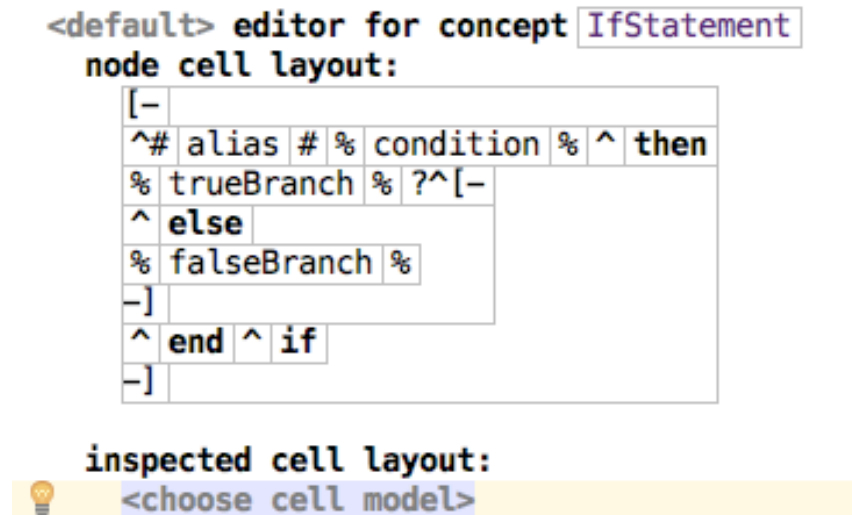 <default> editor for concept IfStatement
node cell layout:
[-
^# alias # % condition % ^ then
% trueBranch % ?^[-
^ else
% falseBranch %
-]
^ end ^ if
-]
inspected cell layout:
<choose cell model>